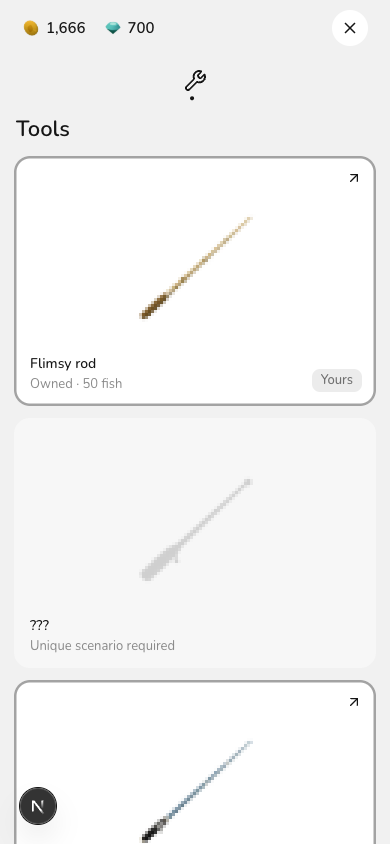 1,666 700
Tools
Flimsy rod
Owned · 50 fish
Yours
???
Unique scenario required
N